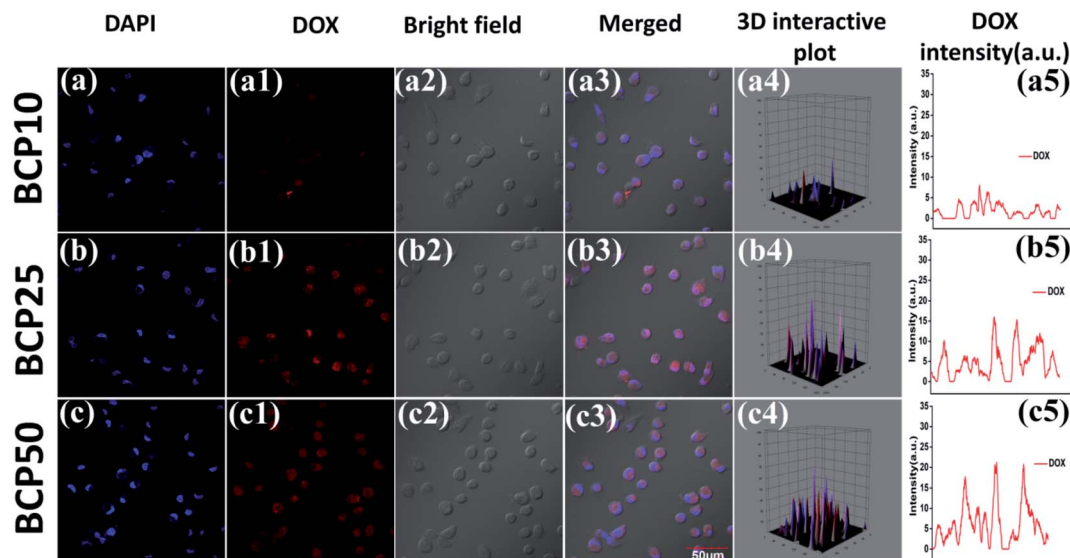 DAPI DOX Bright field Merged 3D interactive plot DOX intensity(a.u.)
BCP10
(a) (a1) (a2) (a3) (a4) (a5)
Intensity (a.u.)
35
30
25
20
15
10
5
0
DOX
BCP25
(b) (b1) (b2) (b3) (b4) (b5)
Intensity (a.u.)
35
30
25
20
15
10
5
0
DOX
BCP50
(c) (c1) (c2) (c3) (c4) (c5)
Intensity(a.u.)
35
30
25
20
15
10
5
0
DOX
50μm